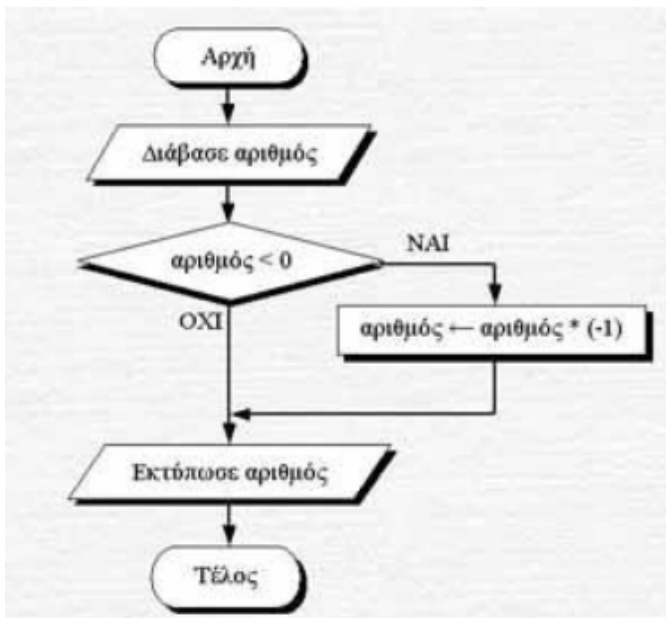 Αρχή
Διάβασε αριθμός
αριθμός < 0
ΝΑΙ
ΟΧΙ
αριθμός ← αριθμός * (-1)
Εκτύπωσε αριθμός
Τέλος